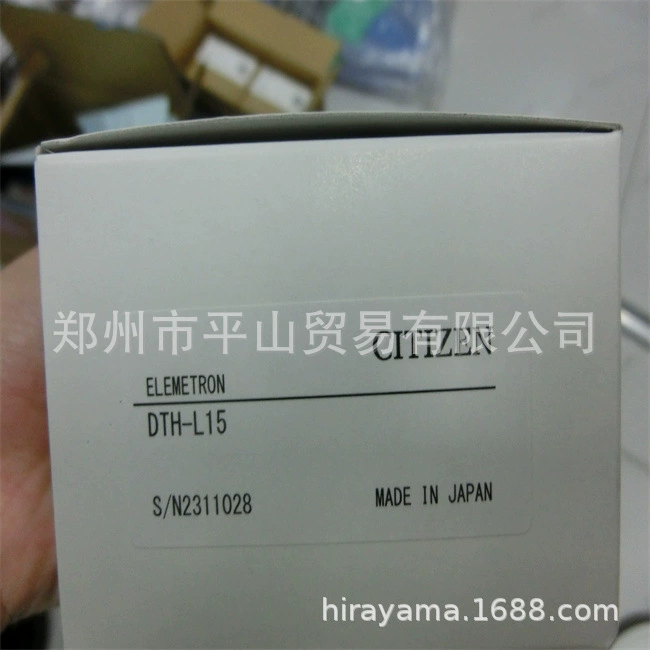 郑州市平山贸易有限公司
CITIZEN
ELEMETRON
DTH-L15
S/N2311028 MADE IN JAPAN
hirayama.1688.com